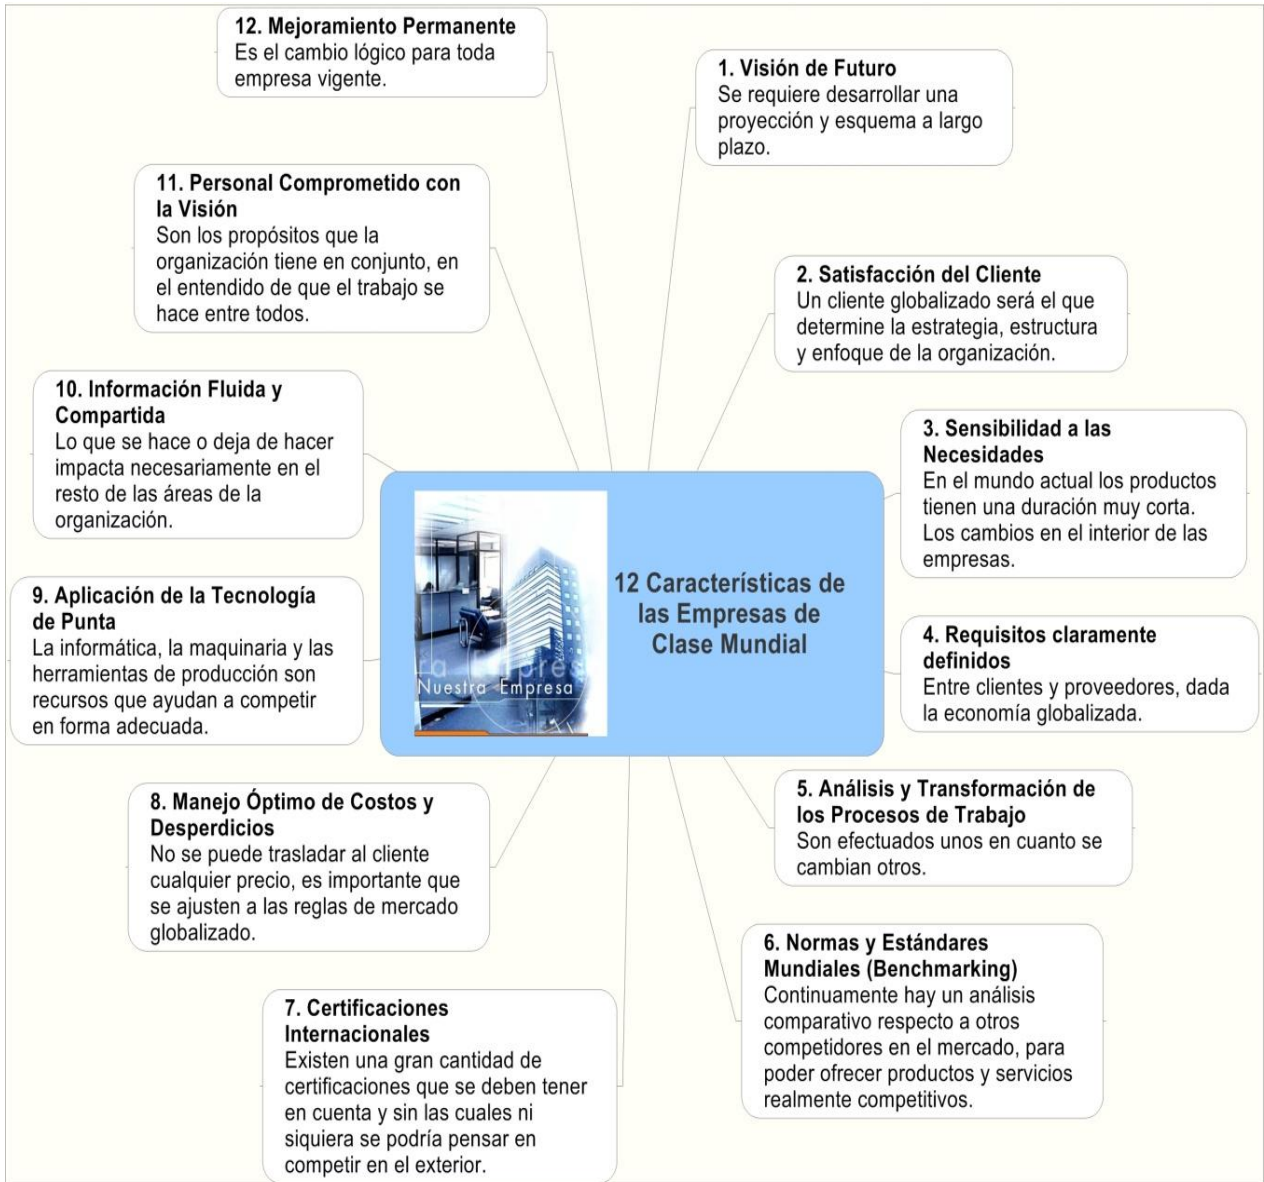 12 Características de
las Empresas de
Clase Mundial
Nuestra Empresa
1. Visión de Futuro
Se requiere desarrollar una
proyección y esquema a largo
plazo.
2. Satisfacción del Cliente
Un cliente globalizado será el que
determine la estrategia, estructura
y enfoque de la organización.
3. Sensibilidad a las
Necesidades
En el mundo actual los productos
tienen una duración muy corta.
Los cambios en el interior de las
empresas.
4. Requisitos claramente
definidos
Entre clientes y proveedores, dada
la economía globalizada.
5. Análisis y Transformación de
los Procesos de Trabajo
Son efectuados unos en cuanto se
cambian otros.
6. Normas y Estándares
Mundiales (Benchmarking)
Continuamente hay un análisis
comparativo respecto a otros
competidores en el mercado, para
poder ofrecer productos y servicios
realmente competitivos.
7. Certificaciones
Internacionales
Existen una gran cantidad de
certificaciones que se deben tener
en cuenta y sin las cuales ni
siquiera se podría pensar en
competir en el exterior.
8. Manejo Óptimo de Costos y
Desperdicios
No se puede trasladar al cliente
cualquier precio, es importante que
se ajusten a las reglas de mercado
globalizado.
9. Aplicación de la Tecnología
de Punta
La informática, la maquinaria y las
herramientas de producción son
recursos que ayudan a competir
en forma adecuada.
10. Información Fluida y
Compartida
Lo que se hace o deja de hacer
impacta necesariamente en el
resto de las áreas de la
organización.
11. Personal Comprometido con
la Visión
Son los propósitos que la
organización tiene en conjunto, en
el entendido de que el trabajo se
hace entre todos.
12. Mejoramiento Permanente
Es el cambio lógico para toda
empresa vigente.